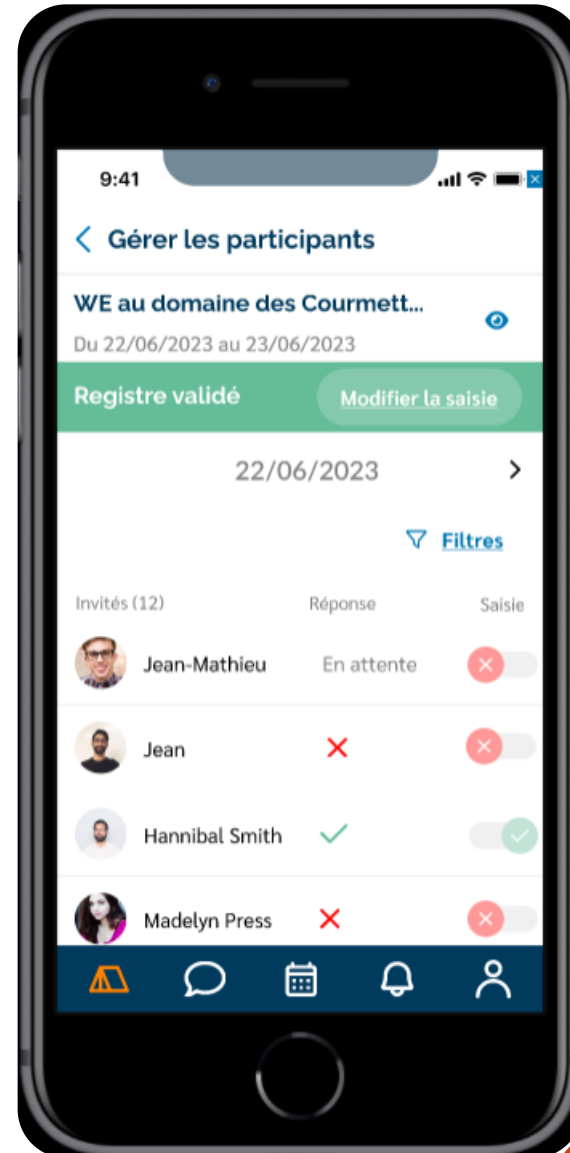 9:41
Gérer les participants
WE au domaine des Courmett...
Du 22/06/2023 au 23/06/2023
Registre validé Modifier la saisie
22/06/2023
Filtres
Invités (12) Réponse Saisie
Jean-Mathieu En attente
Jean
Hannibal Smith
Madelyn Press